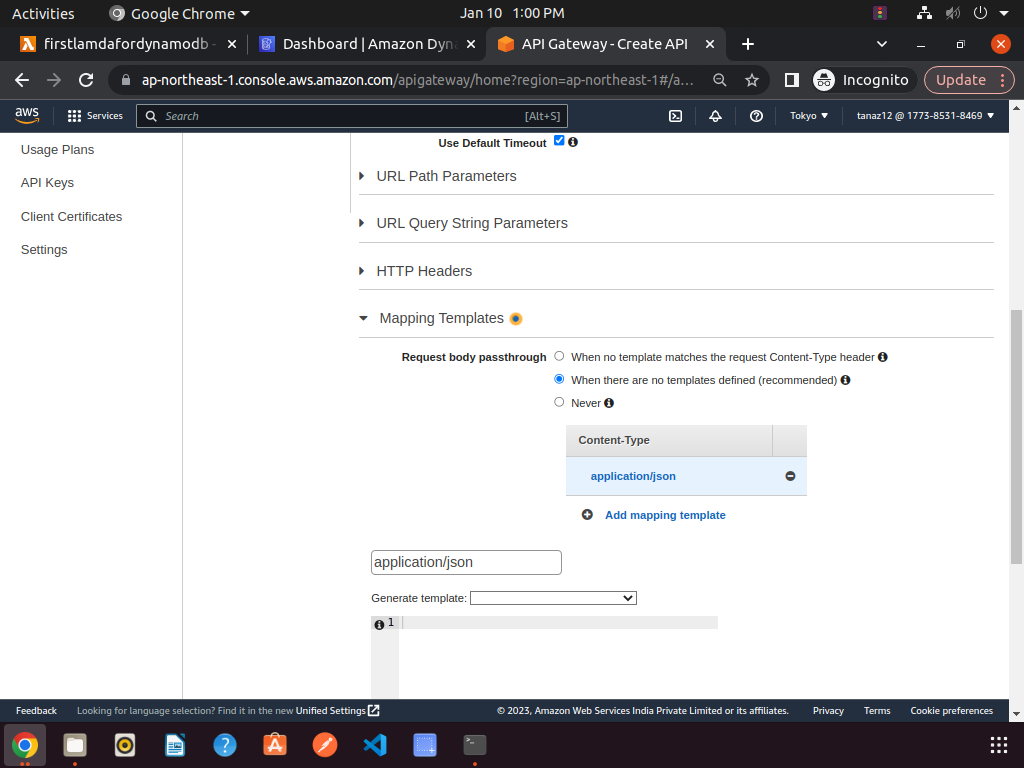 Activities
Google Chrome
Jan 10 1:00 PM
firstlamdafordynamodb -
Dashboard | Amazon Dyn
API Gateway - Create API
ap-northeast-1.console.aws.amazon.com/apigateway/home?region=ap-northeast-1#/a…
Incognito
Update
aws
Services
Search
[Alt+S]
Tokyo
tanaz12 @ 1773-8531-8469
Usage Plans
API Keys
Client Certificates
Settings
Use Default Timeout
URL Path Parameters
URL Query String Parameters
HTTP Headers
Mapping Templates
Request body passthrough
When no template matches the request Content-Type header
When there are no templates defined (recommended)
Never
Content-Type
application/json
Add mapping template
application/json
Generate template:
1
Feedback
Looking for language selection? Find it in the new Unified Settings
© 2023, Amazon Web Services India Private Limited or its affiliates.
Privacy
Terms
Cookie preferences